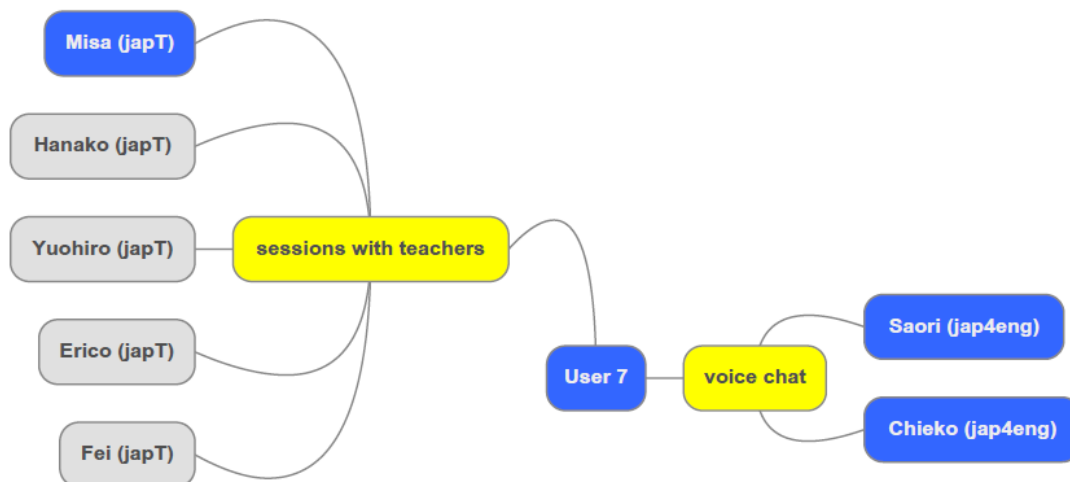 Misa (japT)
Hanako (japT)
Yuohiro (japT)
sessions with teachers
Erico (japT)
Fei (japT)
User 7
voice chat
Saori (jap4eng)
Chieko (jap4eng)